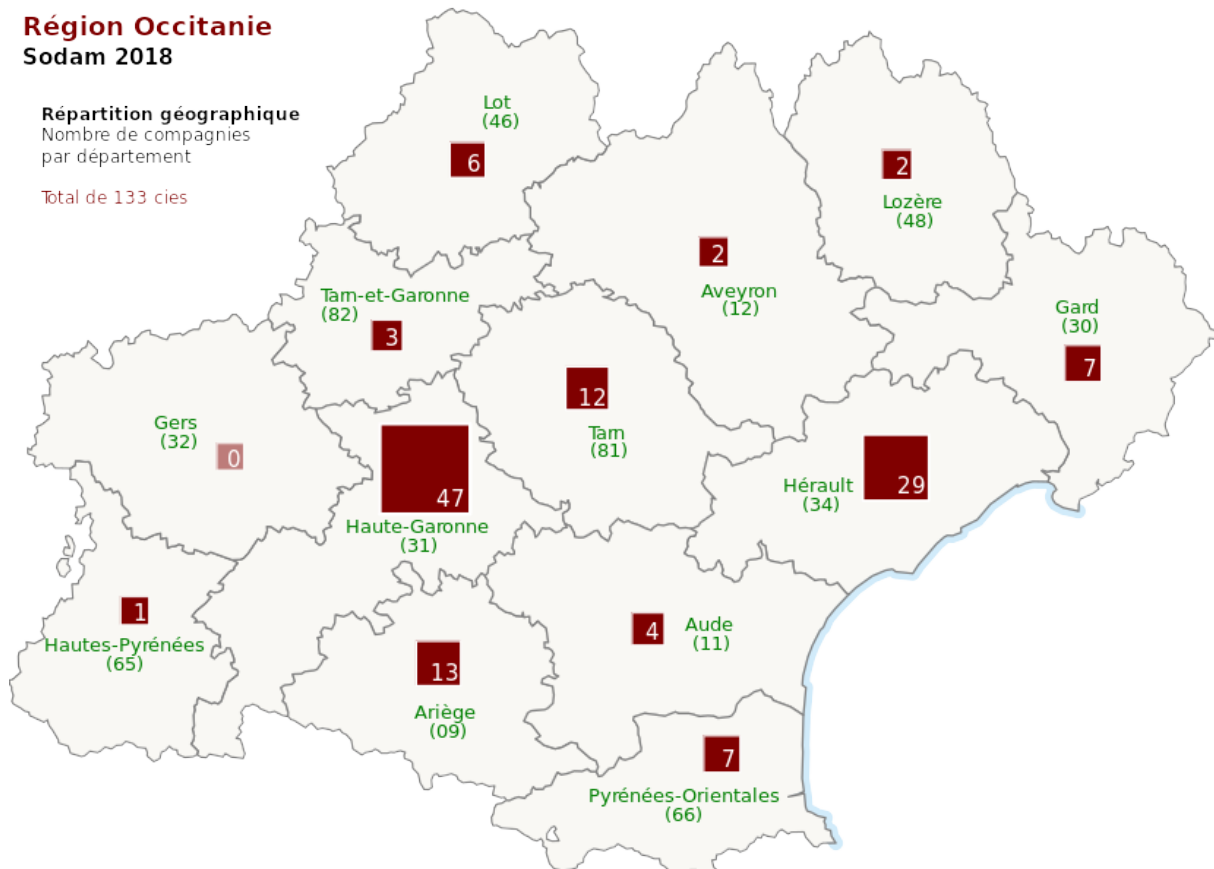 Région Occitanie
Sodam 2018
Répartition géographique
Nombre de compagnies
par département
Total de 133 cies
Lot
(46)
6
2
Lozère
(48)
2
Aveyron
(12)
Tarn-et-Garonne
(82)
3
Gard
(30)
7
12
Tarn
(81)
Gers
(32)
0
47
Haute-Garonne
(31)
Hérault
(34)
29
1
Hautes-Pyrénées
(65)
4
Aude
(11)
13
Ariège
(09)
7
Pyrénées-Orientales
(66)